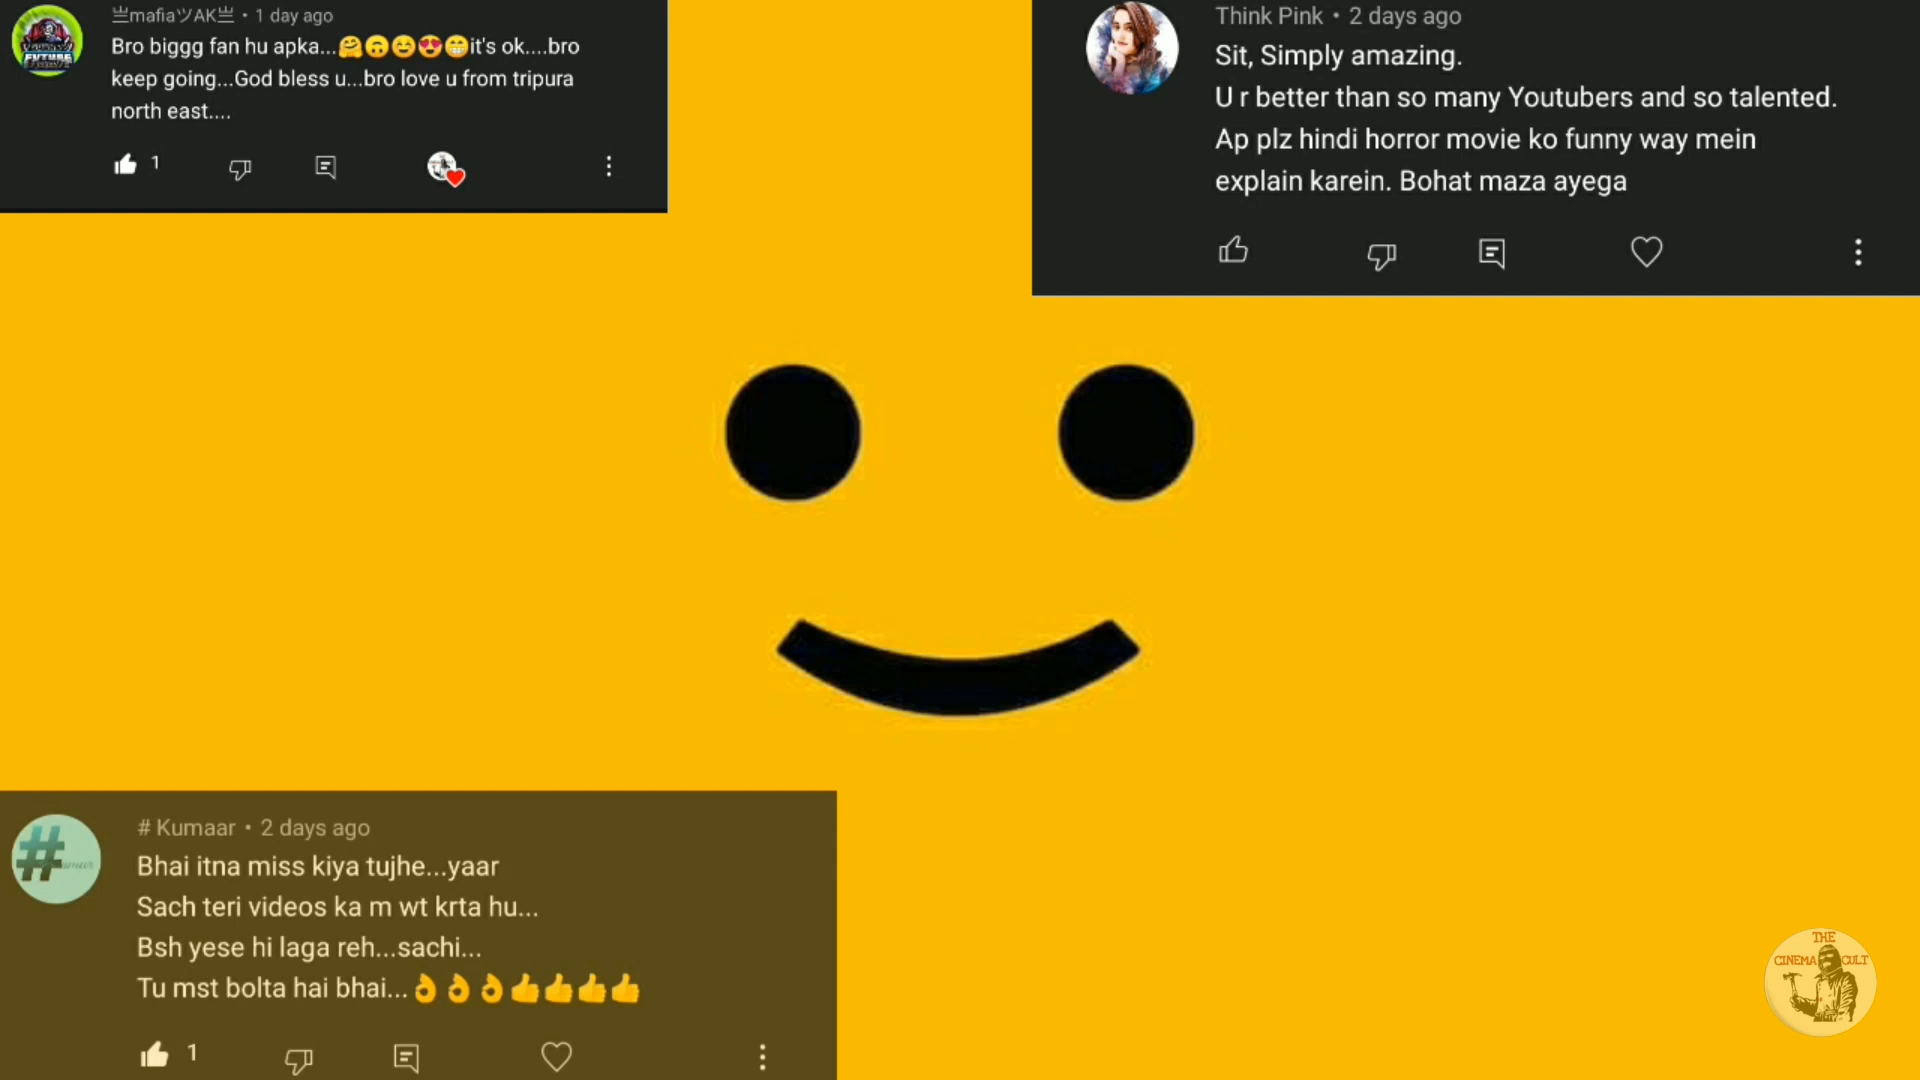 亗mafiaツAK亗 • 1 day ago
Bro biggg fan hu apka...🤗🙃😊😍😁it's ok....bro
keep going...God bless u...bro love u from tripura
north east....
1
Think Pink • 2 days ago
Sit, Simply amazing.
U r better than so many Youtubers and so talented.
Ap plz hindi horror movie ko funny way mein
explain karein. Bohat maza ayega
# Kumaar • 2 days ago
Bhai itna miss kiya tujhe...yaar
Sach teri videos ka m wt krta hu...
Bsh yese hi laga reh...sachi...
Tu mst bolta hai bhai...👌👌👌👍👍👍👍
1
THE
CINEMA CULT
FUTURE
#